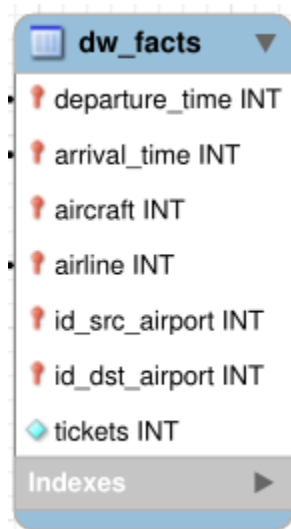 dw_facts
departure_time INT
arrival_time INT
aircraft INT
airline INT
id_src_airport INT
id_dst_airport INT
tickets INT
Indexes